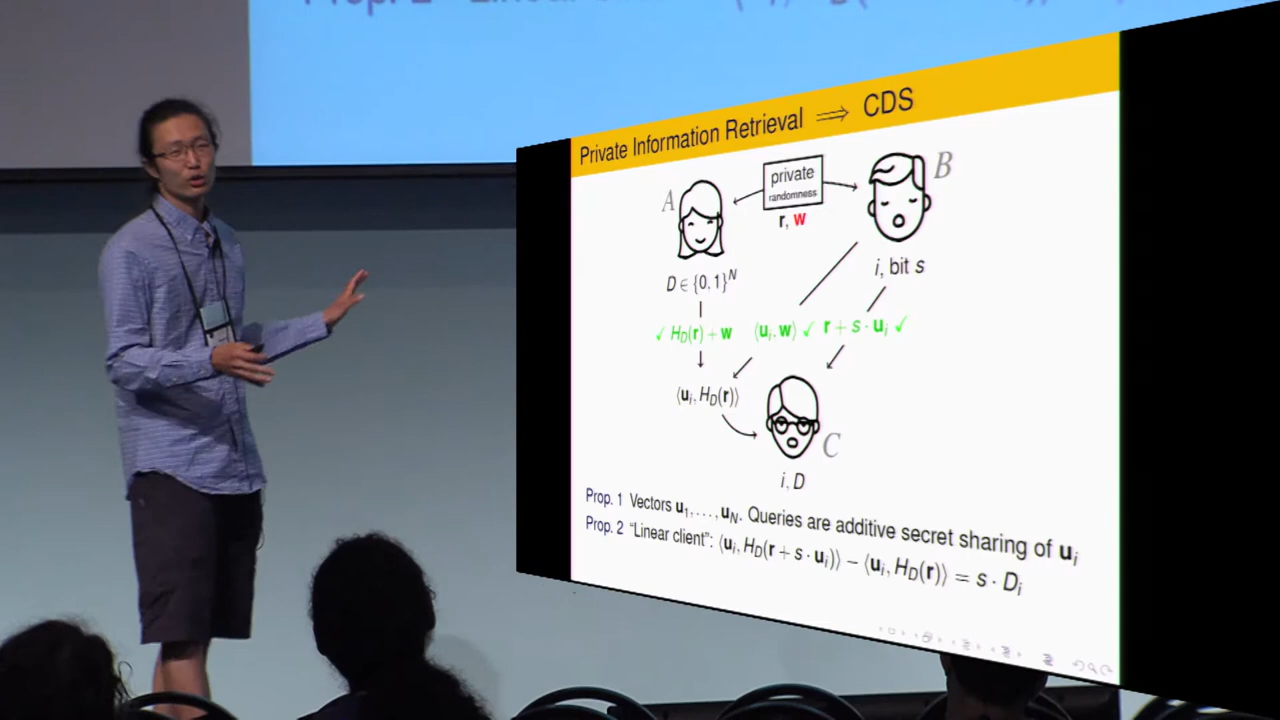 Private Information Retrieval ⟹ CDS
A
private
randomness
B
r, w
D ∈ {0, 1}^N
i, bit s
✓ H_D(r) + w
⟨u_i, w⟩ ✓
r + s · u_i ✓
⟨u_i, H_D(r)⟩
C
i, D
Prop. 1 Vectors u_1, …, u_N. Queries are additive secret sharing of u_i
Prop. 2 "Linear client": ⟨u_i, H_D(r + s · u_i)⟩ − ⟨u_i, H_D(r)⟩ = s · D_i